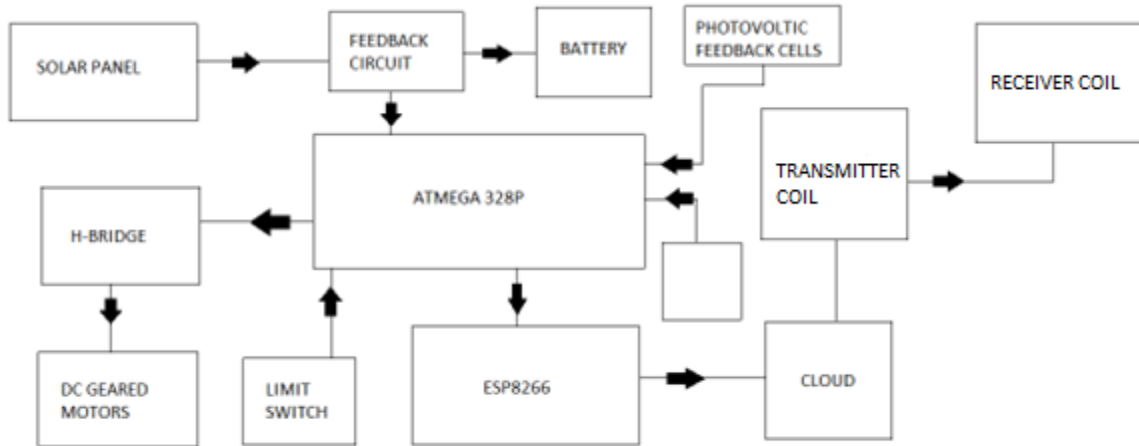 SOLAR PANEL
FEEDBACK
CIRCUIT
BATTERY
PHOTOVOLTIC
FEEDBACK CELLS
RECEIVER COIL
TRANSMITTER
COIL
ATMEGA 328P
H-BRIDGE
DC GEARED
MOTORS
LIMIT
SWITCH
ESP8266
CLOUD